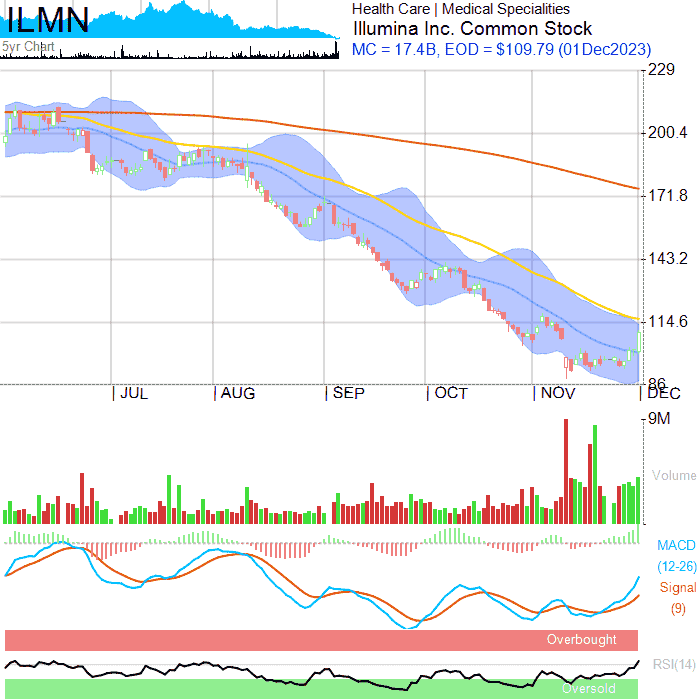 ILMN
5yr Chart
Health Care | Medical Specialities
Illumina Inc. Common Stock
MC = 17.4B, EOD = $109.79 (01Dec2023)
229
200.4
171.8
143.2
114.6
86
JUL
AUG
SEP
OCT
NOV
DEC
9M
Volume
MACD
(12-26)
Signal
(9)
Overbought
RSI(14)
Oversold